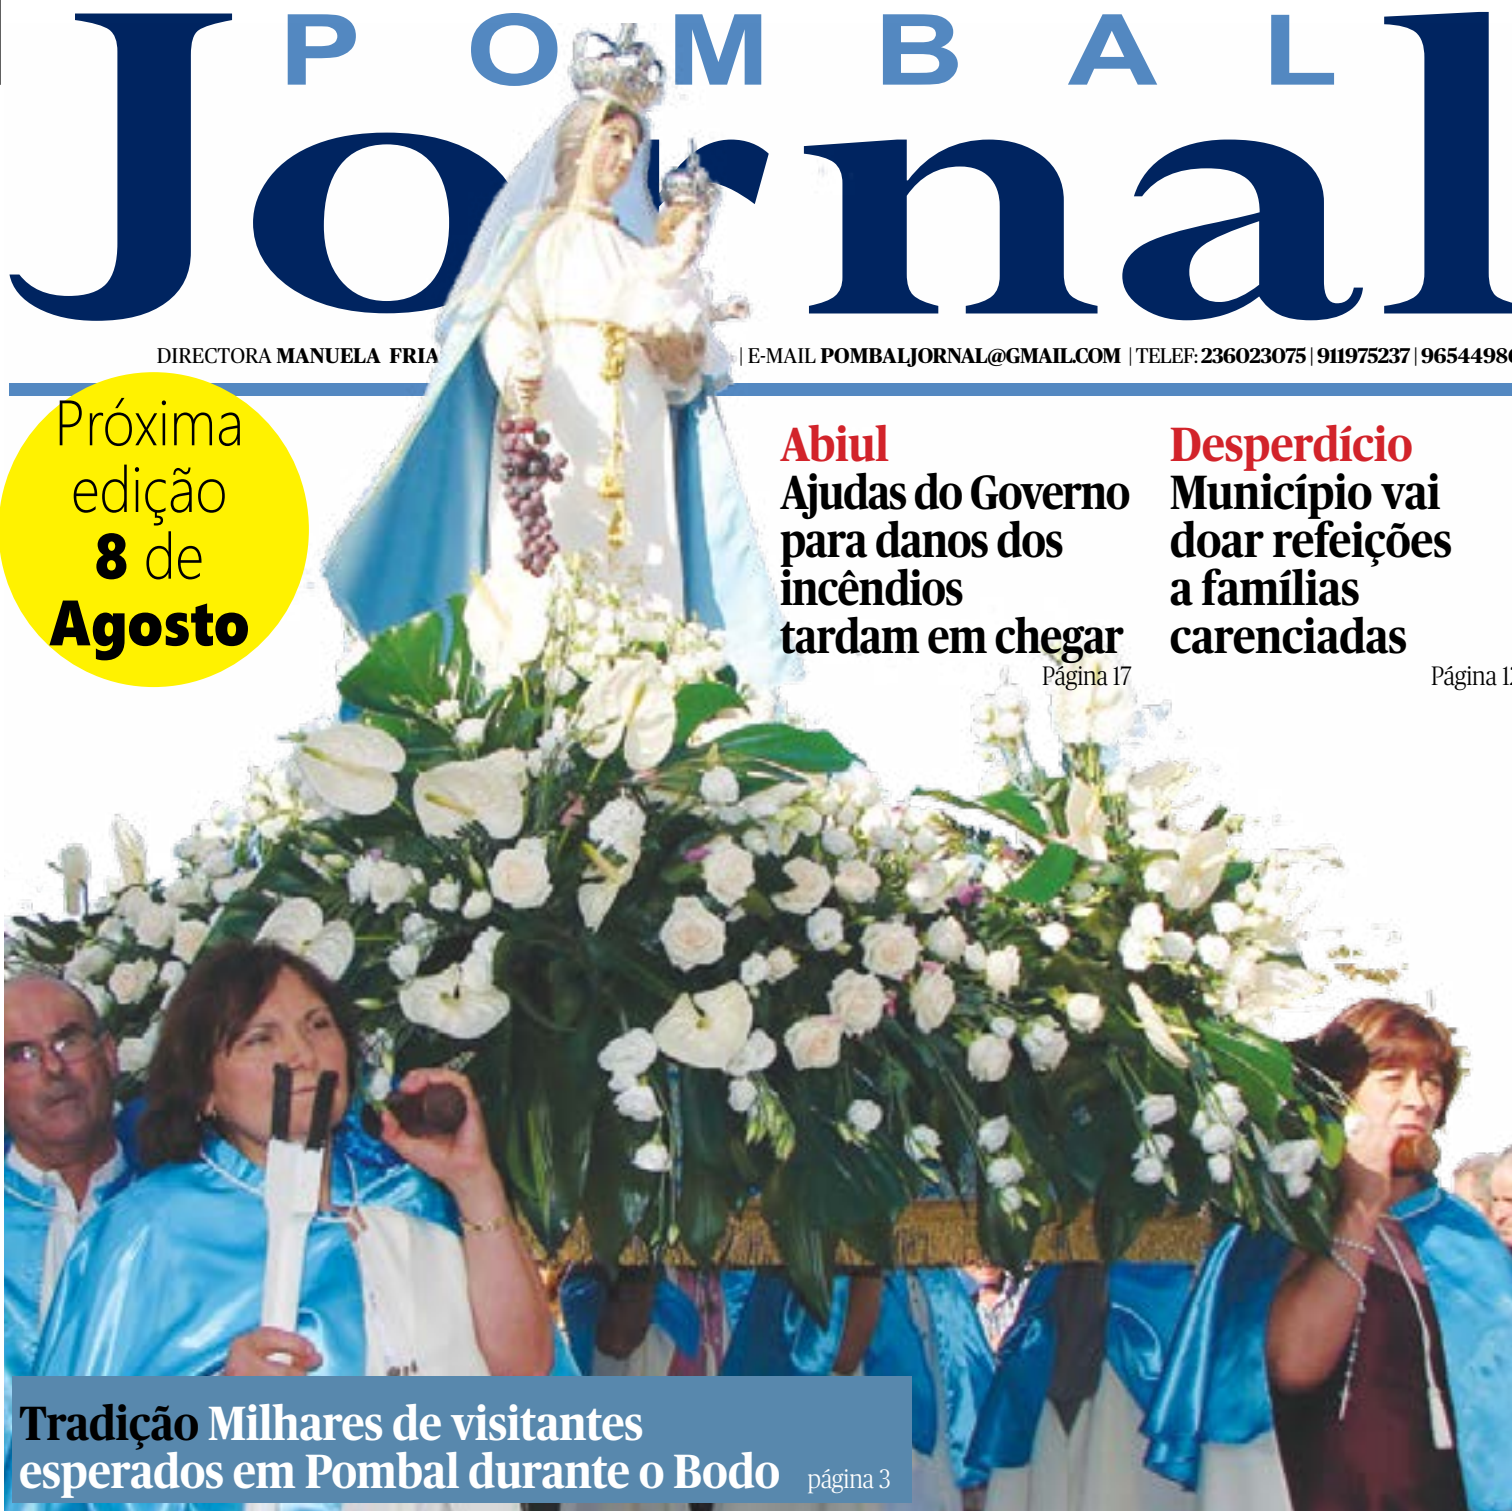 POMBAL
Jornal
DIRECTORA MANUELA FRIA
| E-MAIL POMBALJORNAL@GMAIL.COM | TELEF: 236023075 | 911975237 | 96544986
Próxima
edição
8 de
Agosto
Abiul
Ajudas do Governo
para danos dos
incêndios
tardam em chegar
Página 17
Desperdício
Município vai
doar refeições
a famílias
carenciadas
Página
Tradição Milhares de visitantes
esperados em Pombal durante o Bodo página 3